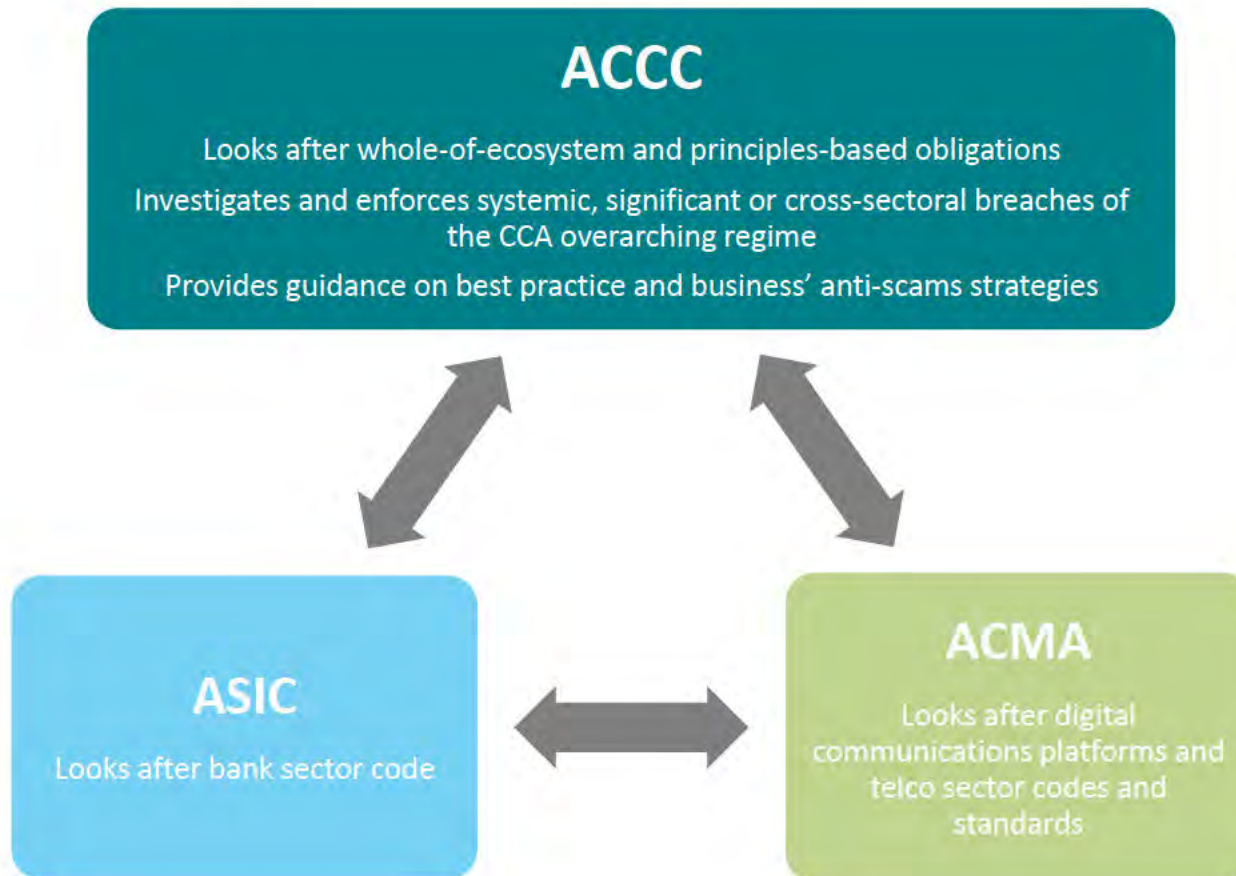 ACCC
Looks after whole-of-ecosystem and principles-based obligations
Investigates and enforces systemic, significant or cross-sectoral breaches of
the CCA overarching regime
Provides guidance on best practice and business’ anti-scams strategies
ASIC
Looks after bank sector code
ACMA
Looks after digital
communications platforms and
telco sector codes and
standards